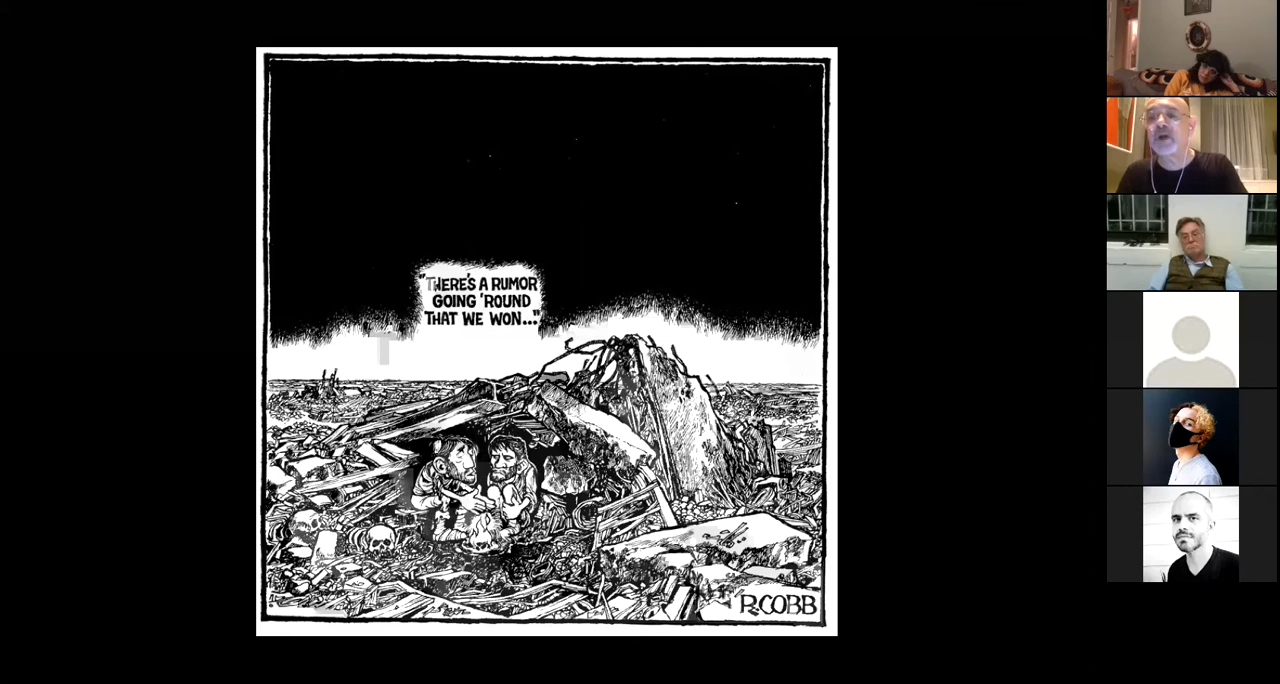 "THERE'S A RUMOR
GOING 'ROUND
THAT WE WON..."
R.COBB